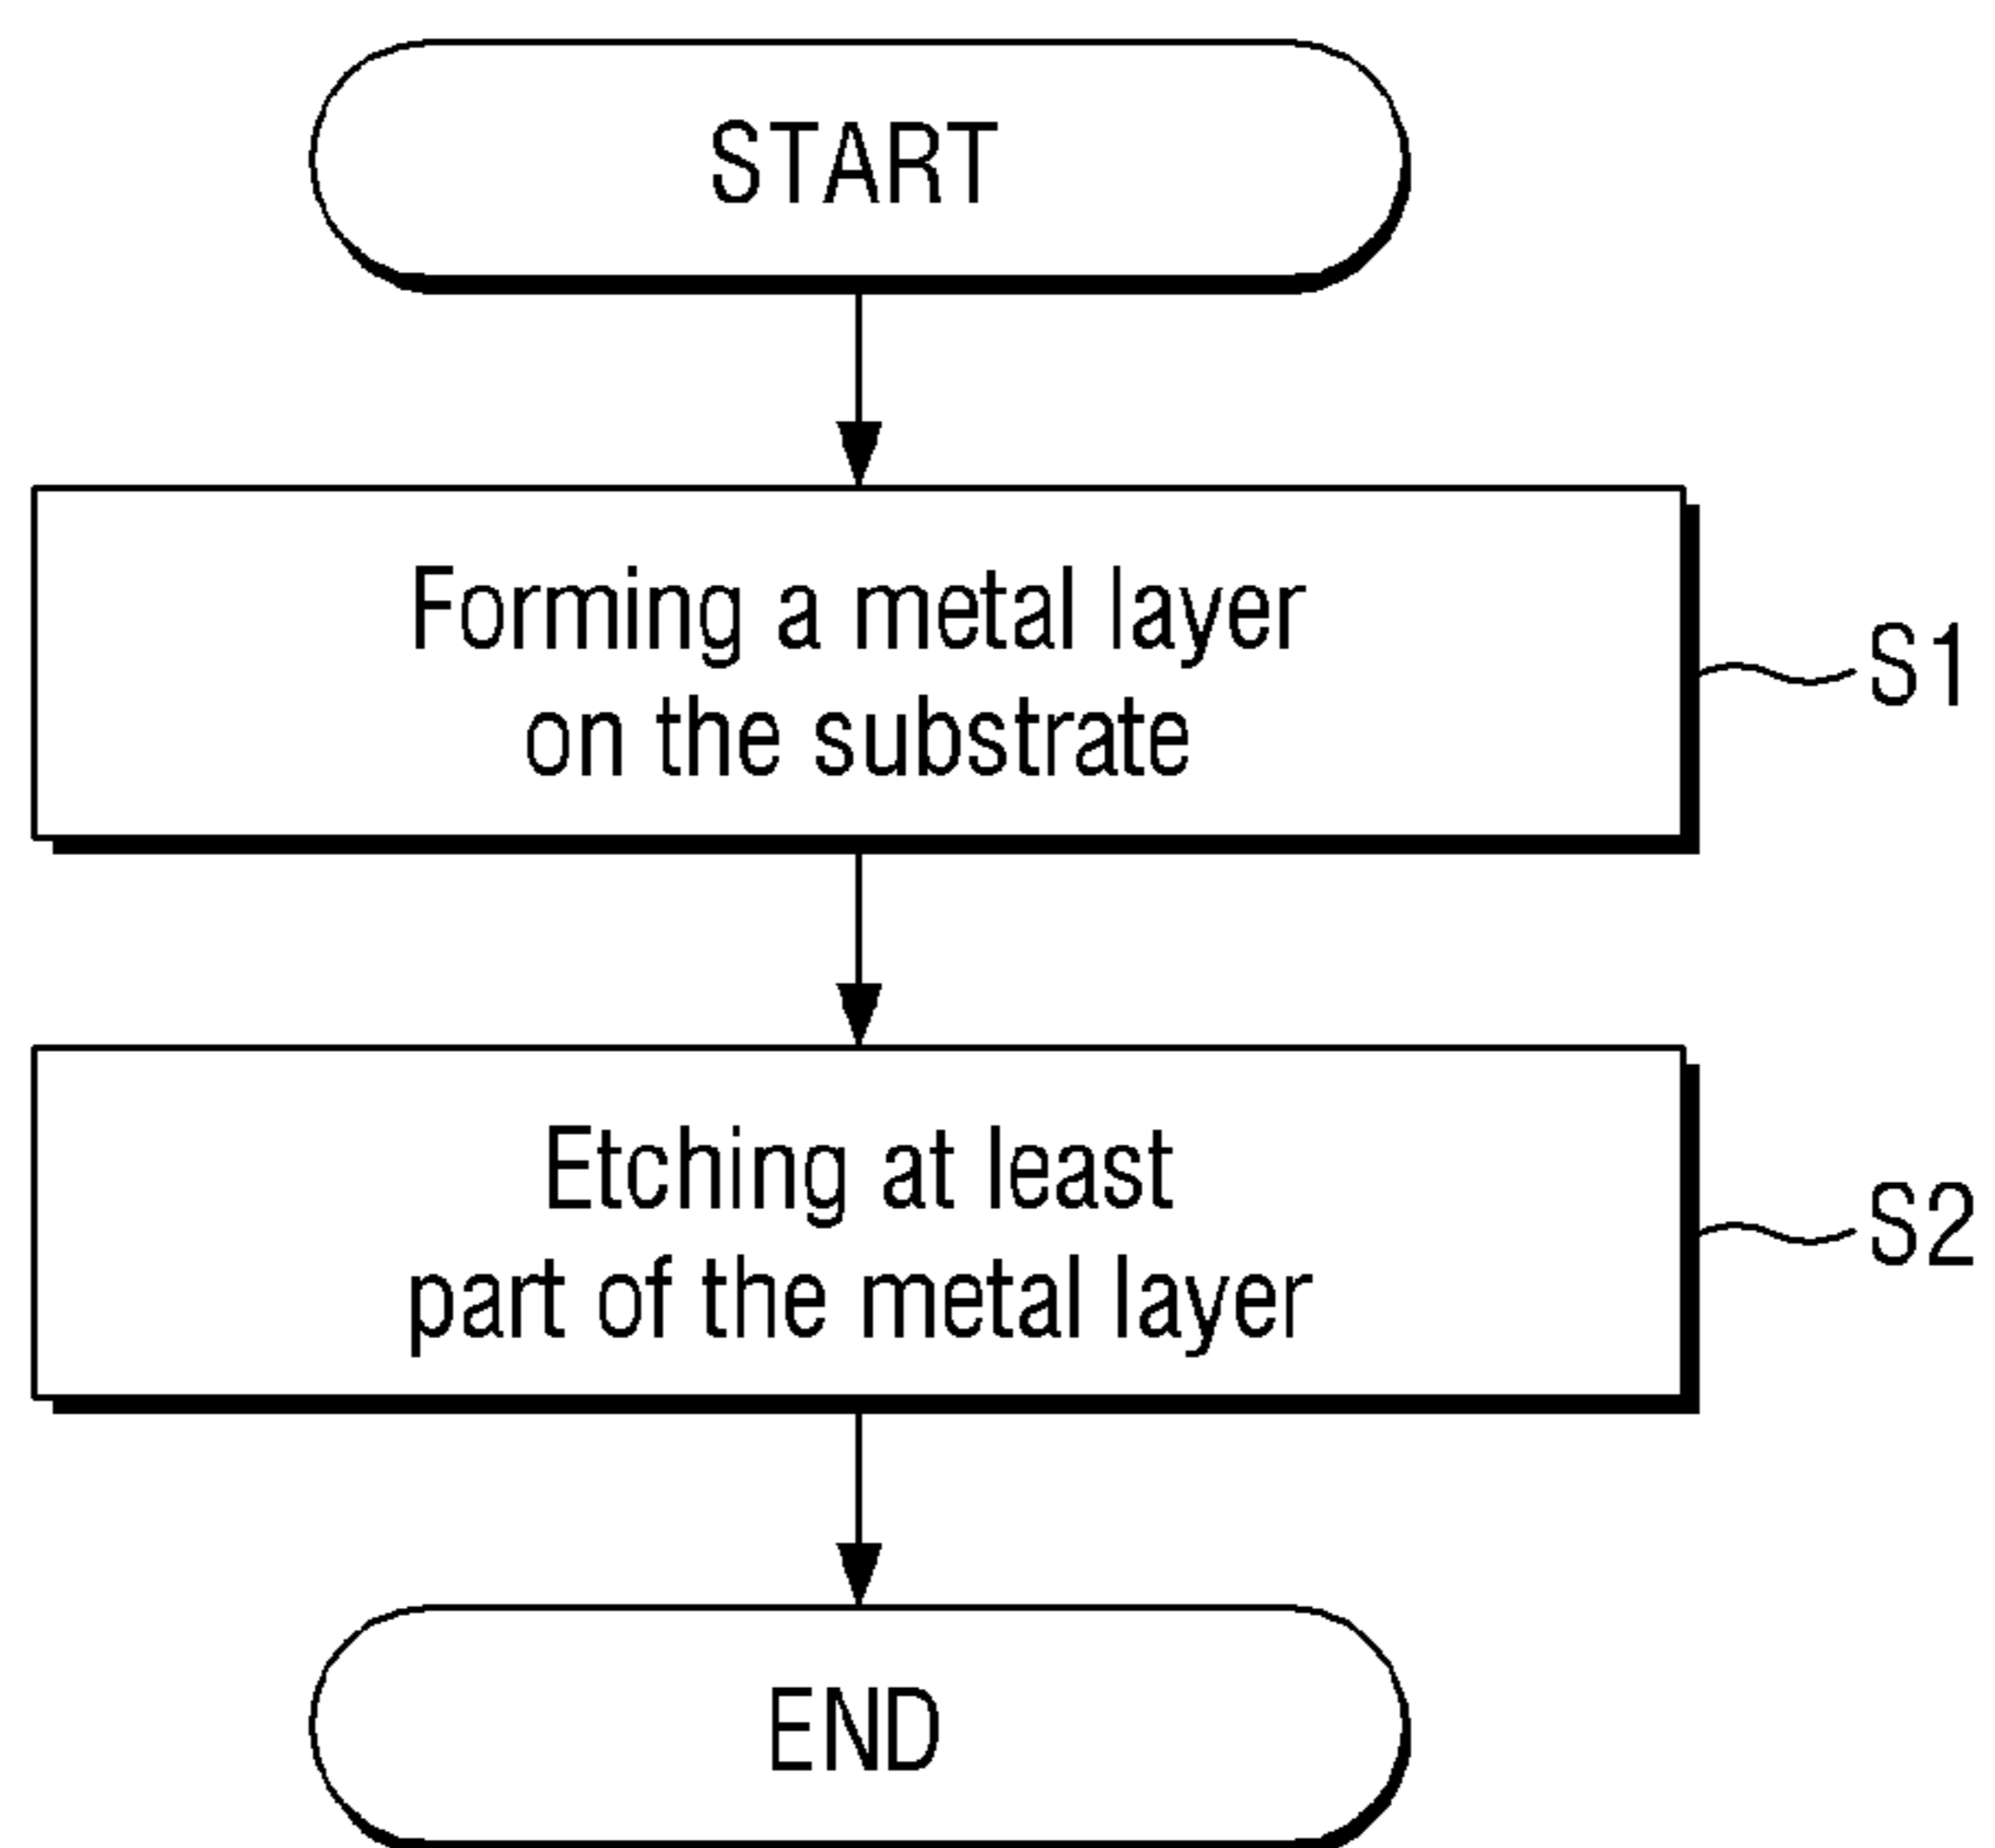 START
Forming a metal layer
on the substrate
S1
Etching at least
part of the metal layer
S2
END